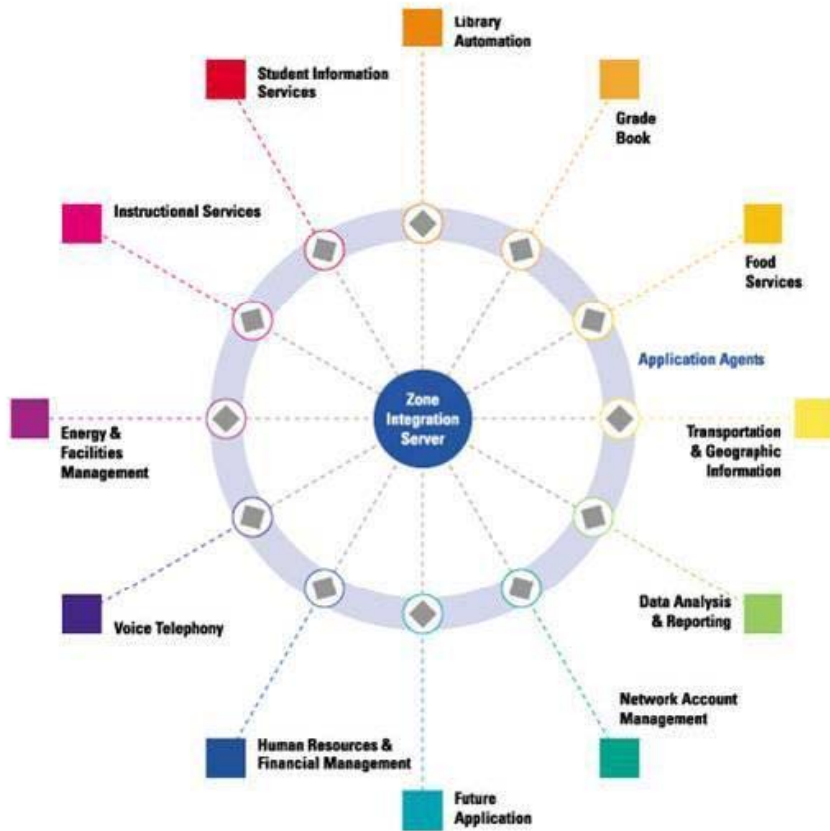 Library
Automation
Student Information
Services
Grade
Book
Instructional Services
Food
Services
Application Agents
Zone
Integration
Server
Energy &
Facilities
Management
Transportation
& Geographic
Information
Voice Telephony
Data Analysis
& Reporting
Network Account
Management
Human Resources &
Financial Management
Future
Application